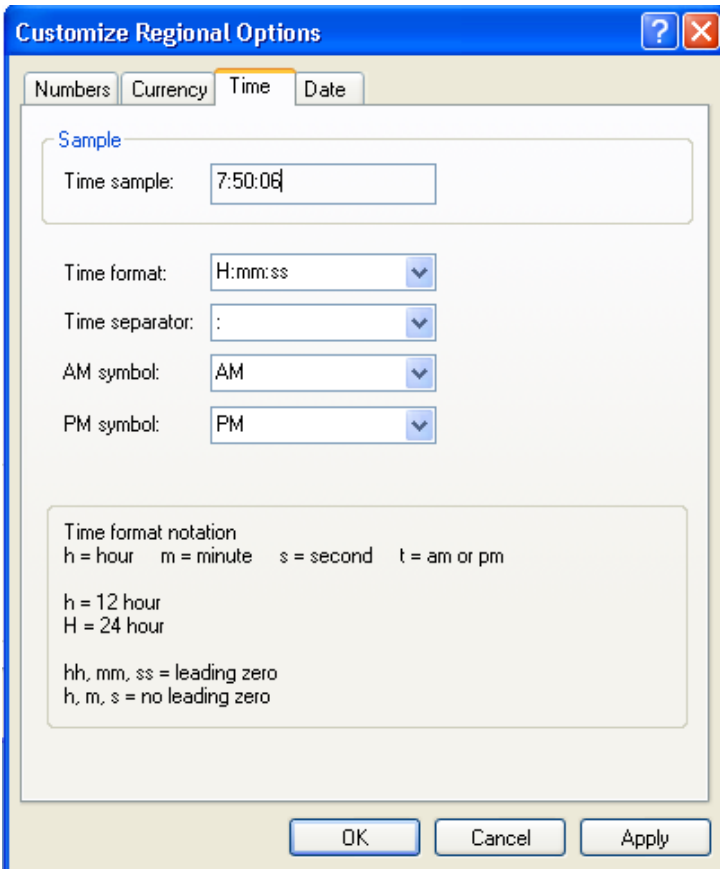 Customize Regional Options
Numbers Currency Time Date
Sample
Time sample: 7:50:06
Time format: H:mm:ss
Time separator: :
AM symbol: AM
PM symbol: PM
Time format notation
h = hour m = minute s = second t = am or pm
h = 12 hour
H = 24 hour
hh, mm, ss = leading zero
h, m, s = no leading zero
OK Cancel Apply